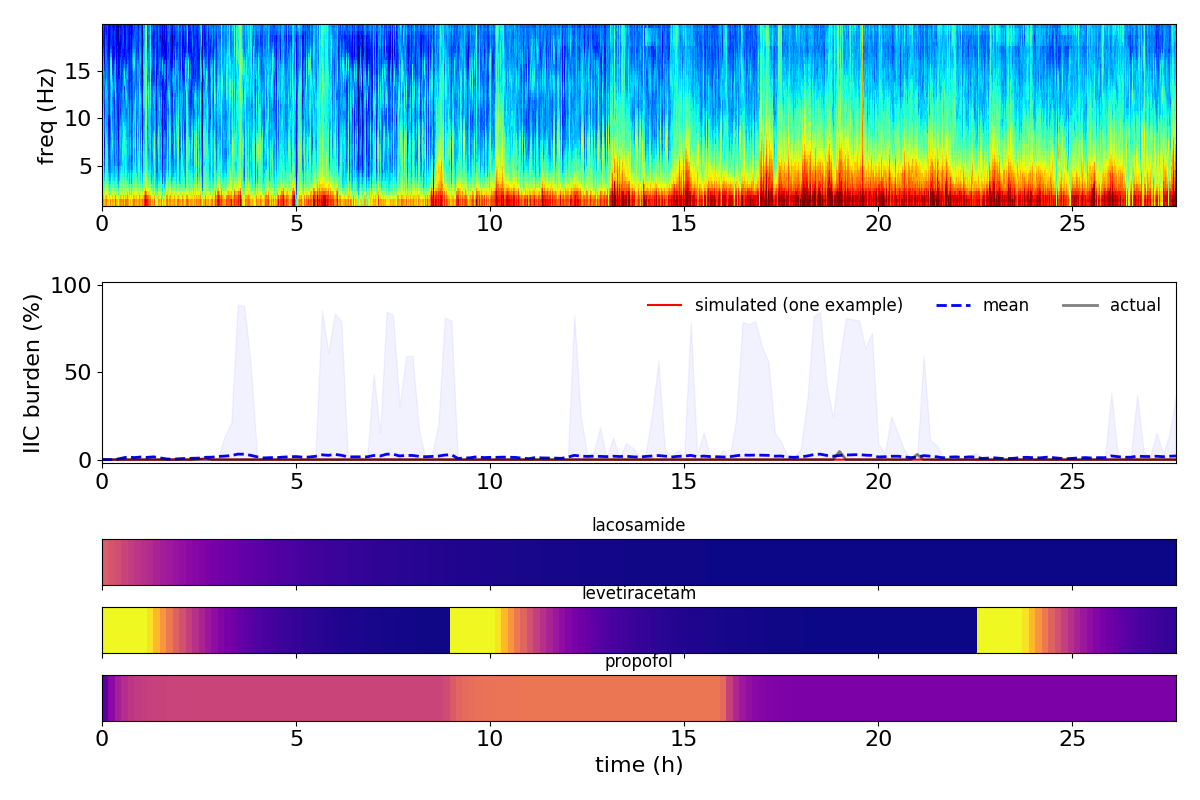 freq (Hz)
15
10
5
0 5 10 15 20 25
IIC burden (%)
100
50
0
simulated (one example) mean actual
0 5 10 15 20 25
lacosamide
levetiracetam
propofol
0 5 10 15 20 25
time (h)